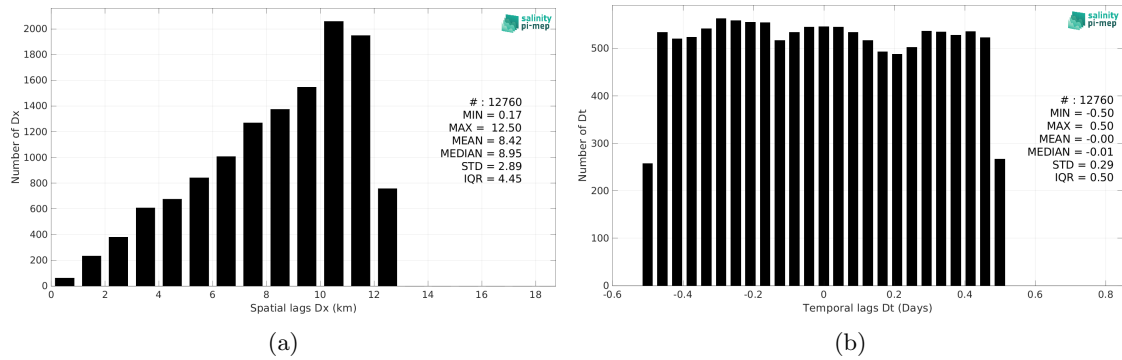 salinity
pi-mep
2000
1800
1600
1400
1200
1000
800
600
400
200
0
Number of Dx
# : 12760
MIN = 0.17
MAX = 12.50
MEAN = 8.42
MEDIAN = 8.95
STD = 2.89
IQR = 4.45
0 2 4 6 8 10 12 14 16 18
Spatial lags Dx (km)
(a)
salinity
pi-mep
500
400
300
200
100
0
Number of Dt
# : 12760
MIN = -0.50
MAX = 0.50
MEAN = -0.00
MEDIAN = -0.01
STD = 0.29
IQR = 0.50
-0.6 -0.4 -0.2 0 0.2 0.4 0.6 0.8
Temporal lags Dt (Days)
(b)